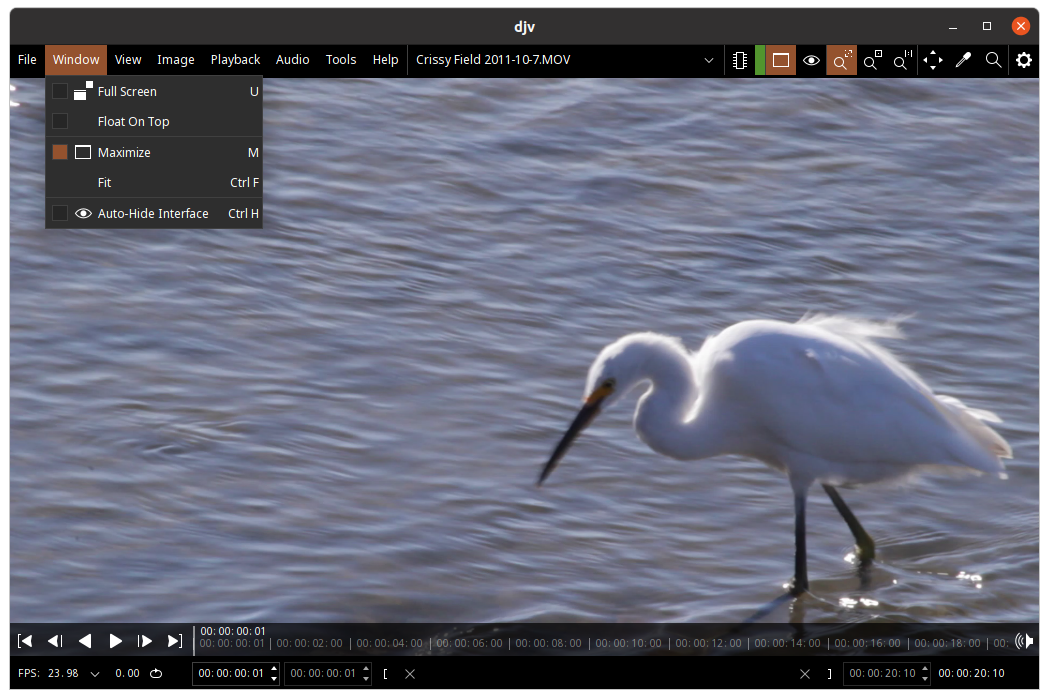 djv
File Window View Image Playback Audio Tools Help Crissy Field 2011-10-7.MOV
Full Screen U
Float On Top
Maximize M
Fit Ctrl F
Auto-Hide Interface Ctrl H
00:00:00:01
00:00:00:01 00:00:02:00 00:00:04:00 00:00:06:00 00:00:08:00 00:00:10:00 00:00:12:00 00:00:14:00 00:00:16:00 00:00:18:00 00:
FPS: 23.98 0.00 00:00:00:01 00:00:00:01 [ ] 00:00:20:10 00:00:20:10